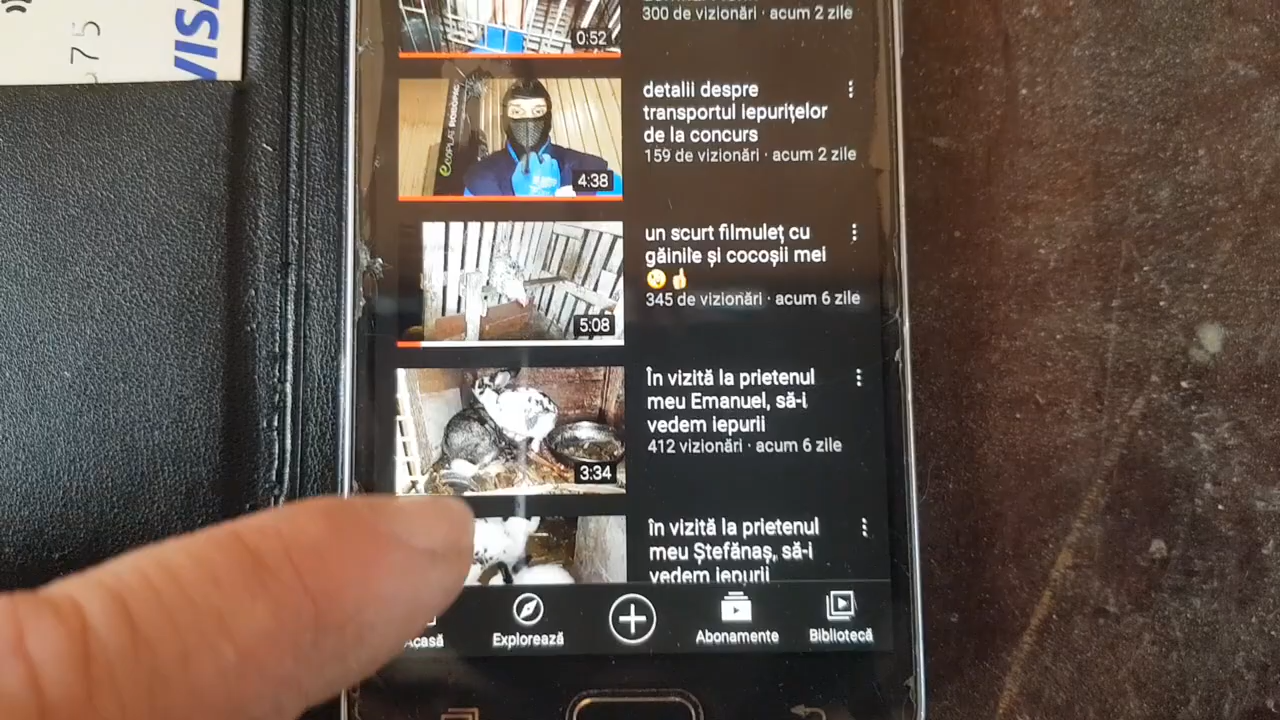 75
VISA
0:52
300 de vizionări · acum 2 zile
ecoPLAT ROBOPAC
4:38
detalii despre
transportul iepurițelor
de la concurs
159 de vizionări · acum 2 zile
5:08
un scurt filmuleț cu
găinile și cocoșii mei
😉👍
345 de vizionări · acum 6 zile
3:34
În vizită la prietenul
meu Emanuel, să-i
vedem iepurii
412 vizionări · acum 6 zile
în vizită la prietenul
meu Ștefănaș, să-i
vedem iepurii
Acasă
Explorează
Abonamente
Bibliotecă